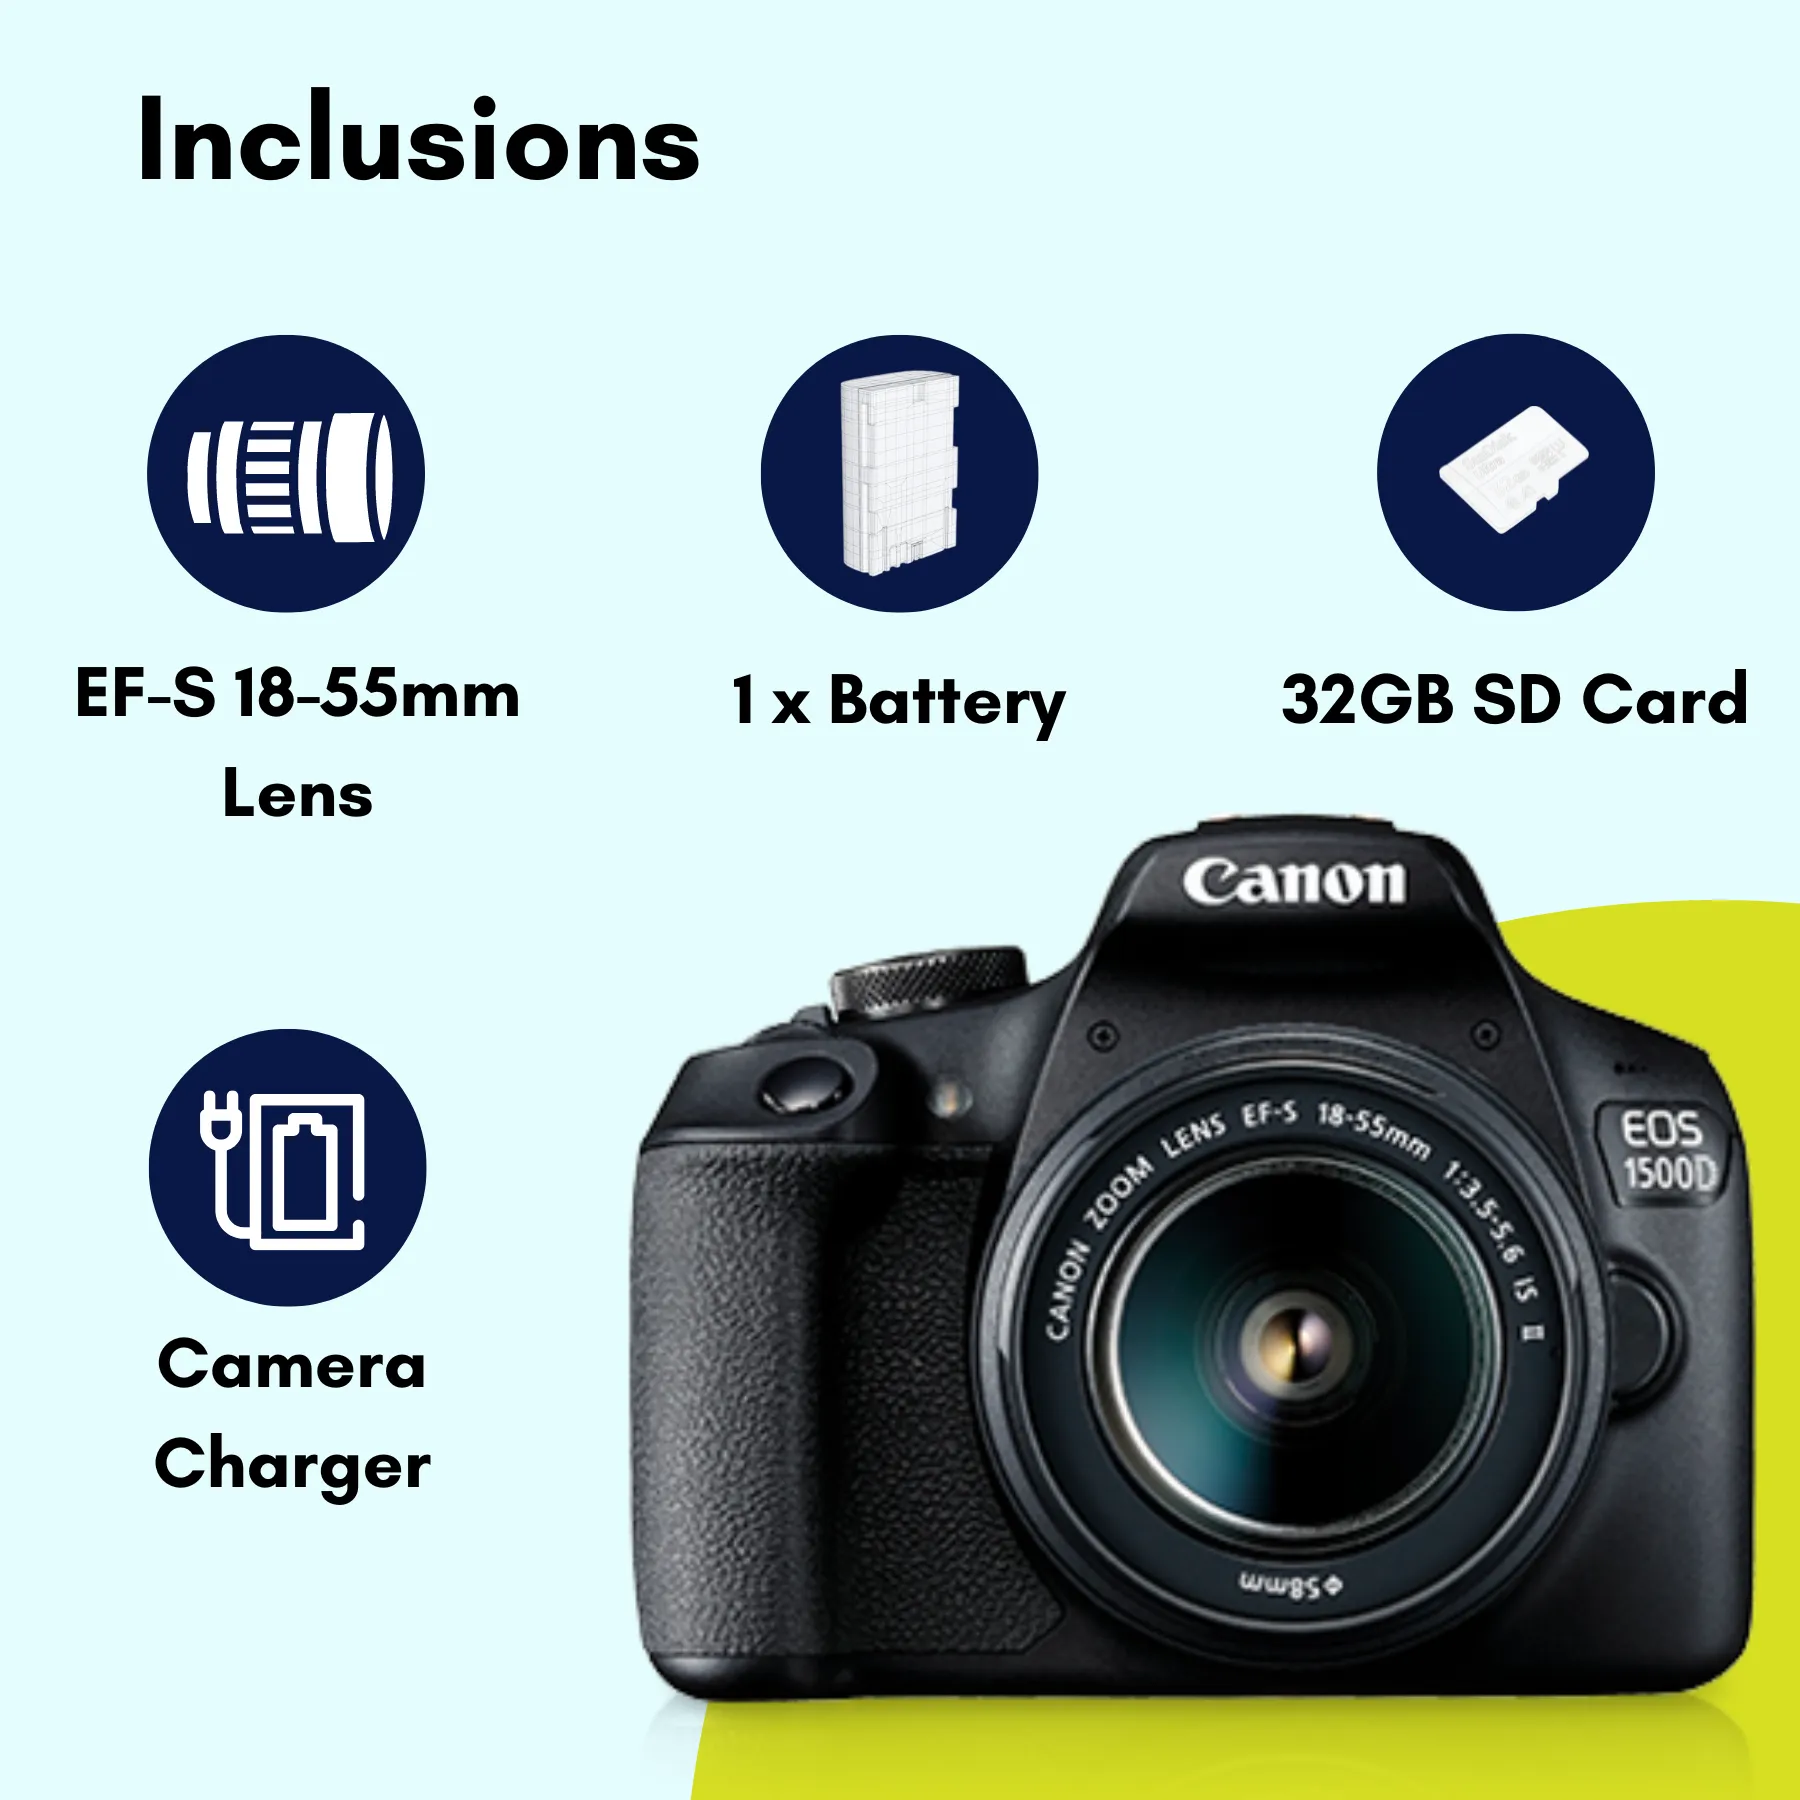 Inclusions
EF-S 18-55mm
Lens
1 x Battery
32GB SD Card
Camera
Charger
Canon
EOS
1500D
CANON ZOOM LENS EF-S 18-55mm 1:3.5-5.6 IS II
58mm